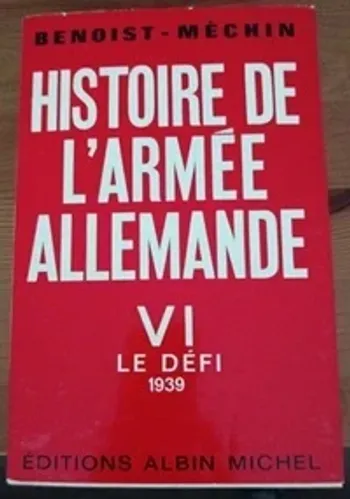 BENOIST-MÉCHIN
HISTOIRE DE
L'ARMÉE
ALLEMANDE
VI
LE DÉFI
1939
ÉDITIONS ALBIN MICHEL